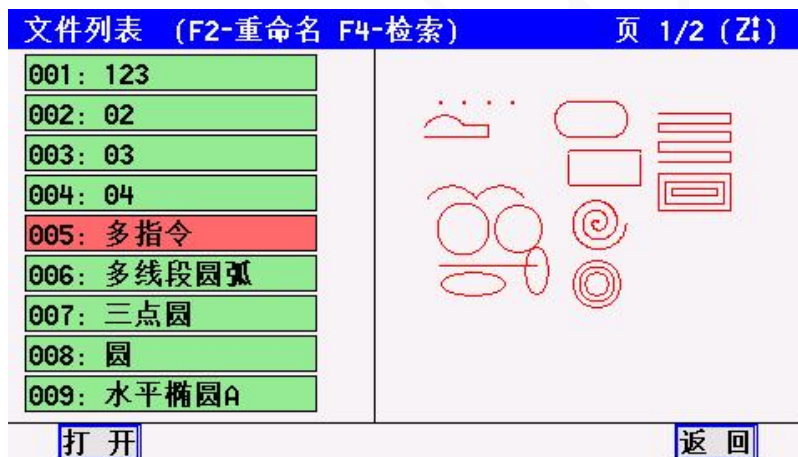 文件列表 (F2-重命名 F4-检索) 页 1/2 (Z↕)
001: 123
002: 02
003: 03
004: 04
005: 多指令
006: 多线段圆弧
007: 三点圆
008: 圆
009: 水平椭圆A
打 开 返 回